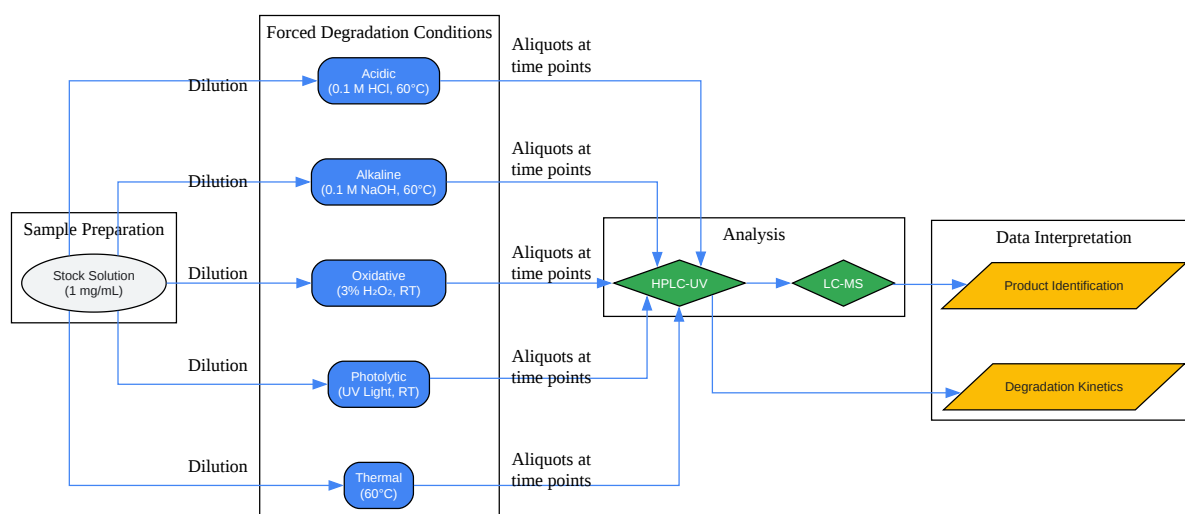 Forced Degradation Conditions
Dilution
Acidic
(0.1 M HCl, 60°C)
Aliquots at
time points
Dilution
Alkaline
(0.1 M NaOH, 60°C)
Aliquots at
time points
Sample Preparation
Stock Solution
(1 mg/mL)
Dilution
Oxidative
(3% H₂O₂, RT)
Aliquots at
time points
Analysis
HPLC-UV
LC-MS
Data Interpretation
Product Identification
Dilution
Photolytic
(UV Light, RT)
Aliquots at
time points
Degradation Kinetics
Dilution
Thermal
(60°C)
Aliquots at
time points